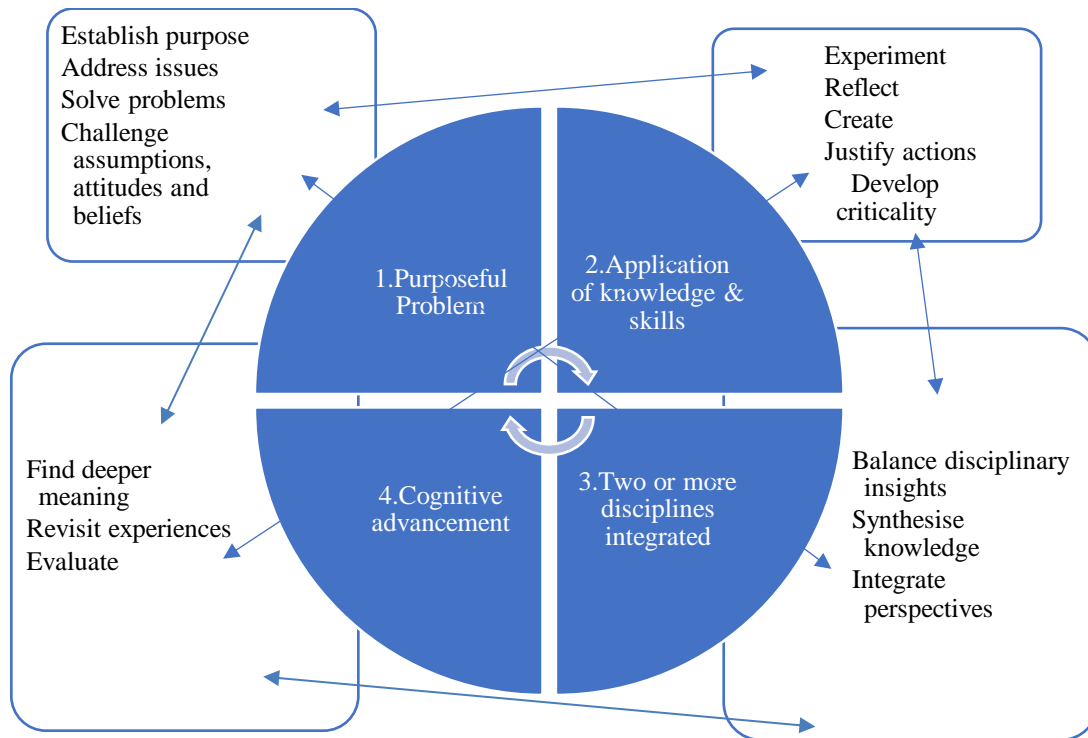 Establish purpose
Address issues
Solve problems
Challenge
assumptions,
attitudes and
beliefs
Experiment
Reflect
Create
Justify actions
Develop
criticality
1.Purposeful
Problem
2.Application
of knowledge &
skills
4.Cognitive
advancement
3.Two or more
disciplines
integrated
Find deeper
meaning
Revisit experiences
Evaluate
Balance disciplinary
insights
Synthesise
knowledge
Integrate
perspectives